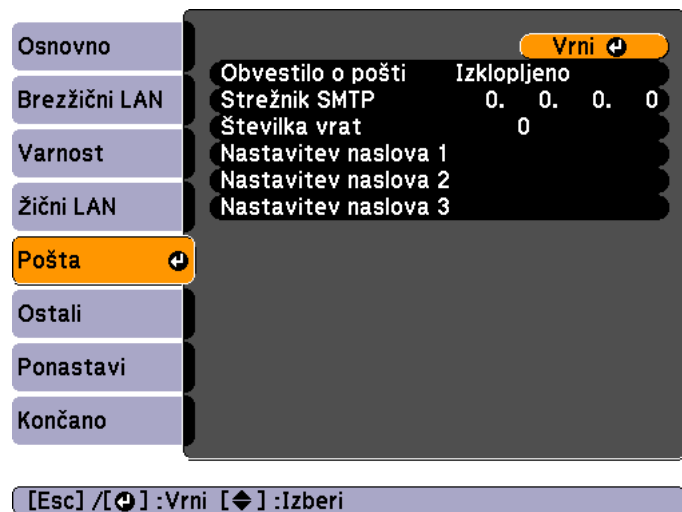 Osnovno
Brezžični LAN
Varnost
Žični LAN
Pošta
Ostali
Ponastavi
Končano
Vrni
Obvestilo o pošti Izklopljeno
Strežnik SMTP 0. 0. 0. 0
Številka vrat 0
Nastavitev naslova 1
Nastavitev naslova 2
Nastavitev naslova 3
[Esc] /[⏎] :Vrni [◆] :Izberi